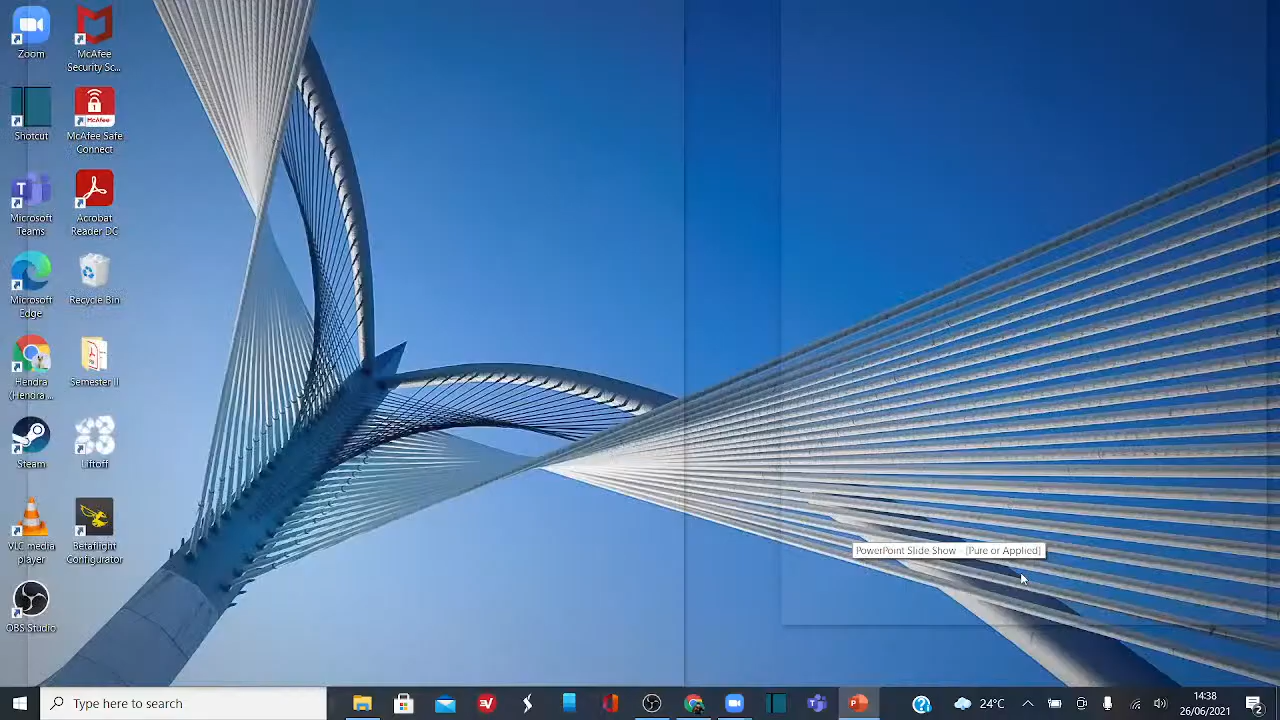 Zoom
McAfee
Security Sc...
Shotcut
McAfee Safe
Connect
Microsoft
Teams
Acrobat
Reader DC
Microsoft
Edge
Recycle Bin
Hendra
(Hendra...
Semester II
Steam
Liftoff
VLC media
player
Betaflight
Configurator
OBS Studio
PowerPoint Slide Show - [Pure or Applied]
Type here to search
24°C
14:38
26/06/2021
2